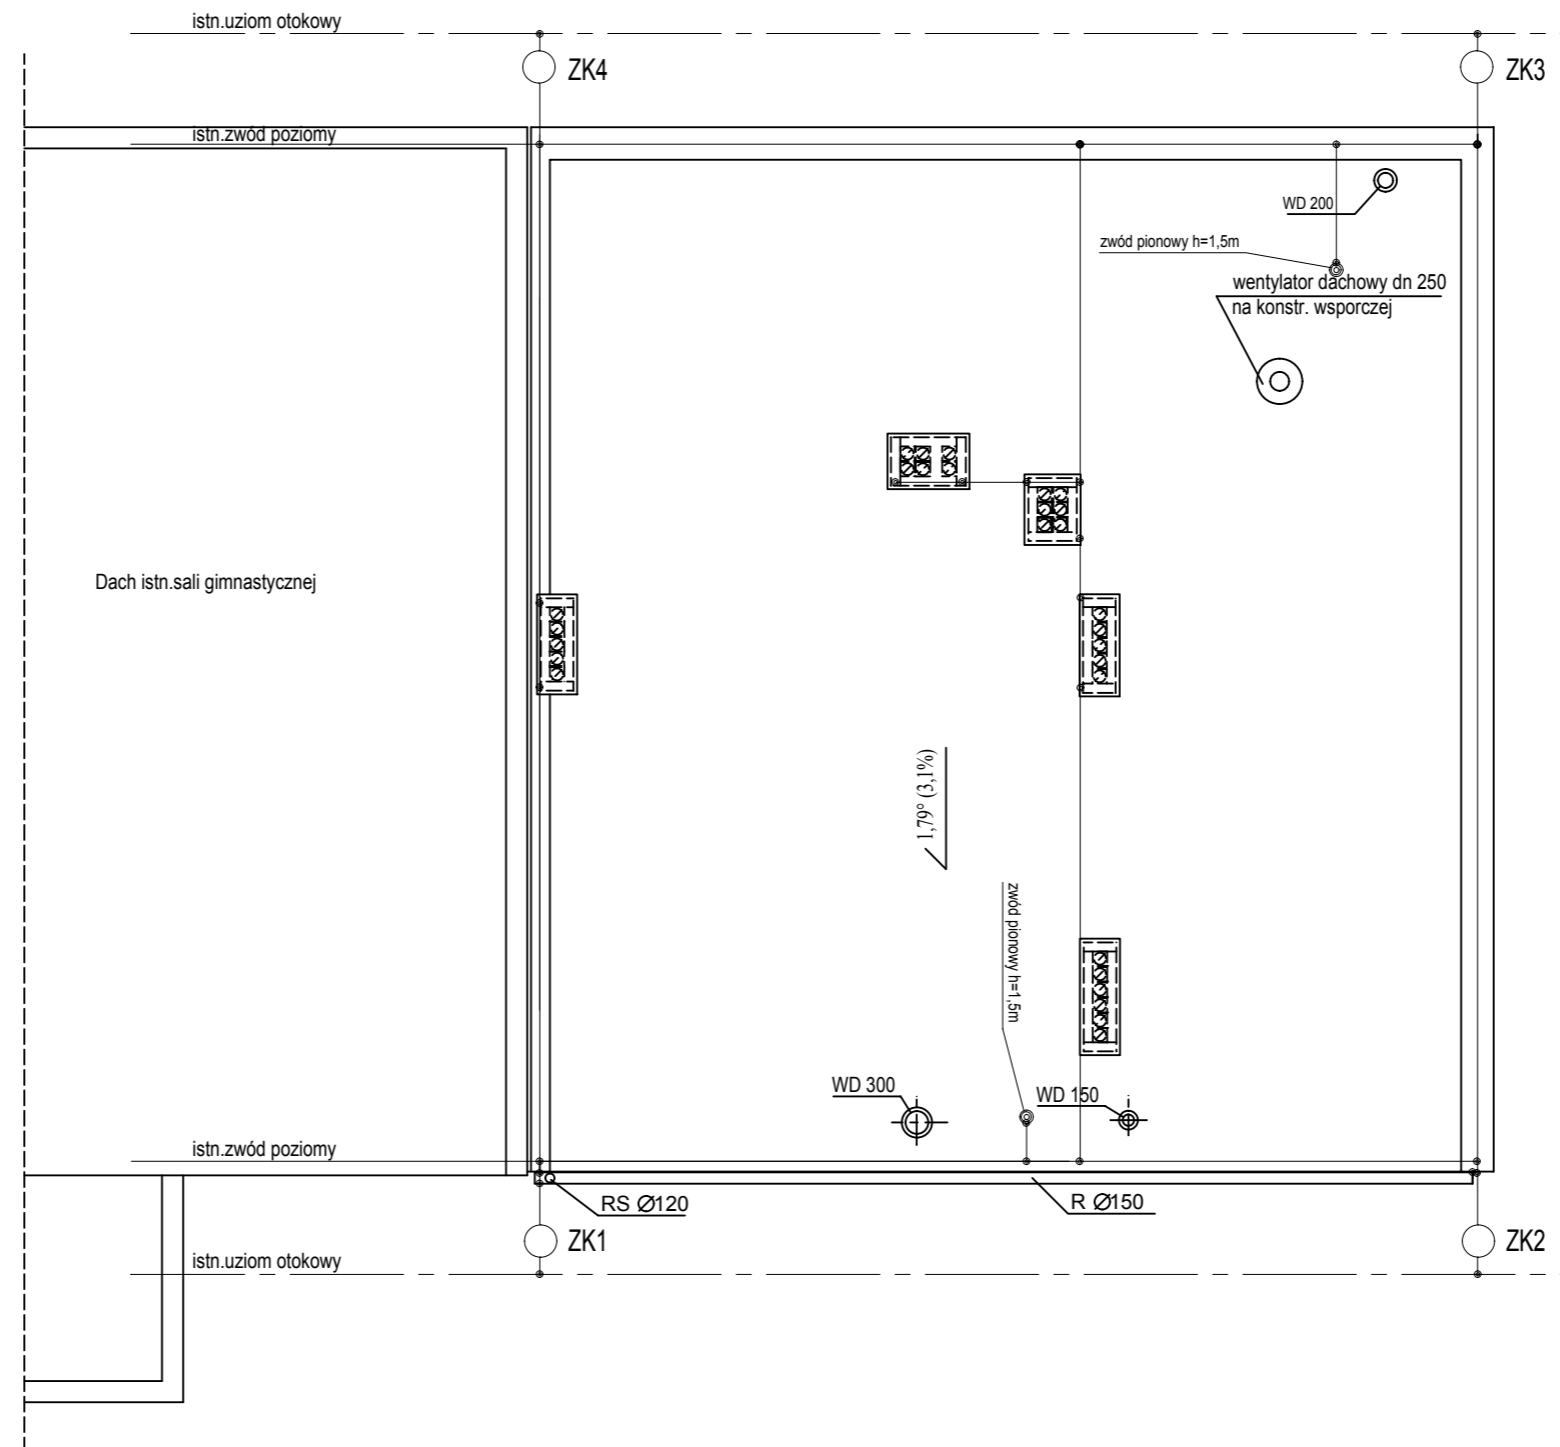 istn.uziom otokowy
ZK4
ZK3
istn.zwód poziomy
WD 200
zwód pionowy h=1,5m
wentylator dachowy dn 250
na konstr. wsporczej
Dach istn.sali gimnastycznej
1,79° (3,1%)
zwód pionowy h=1,5m
WD 300
WD 150
istn.zwód poziomy
RS Ø120
R Ø150
ZK1
ZK2
istn.uziom otokowy